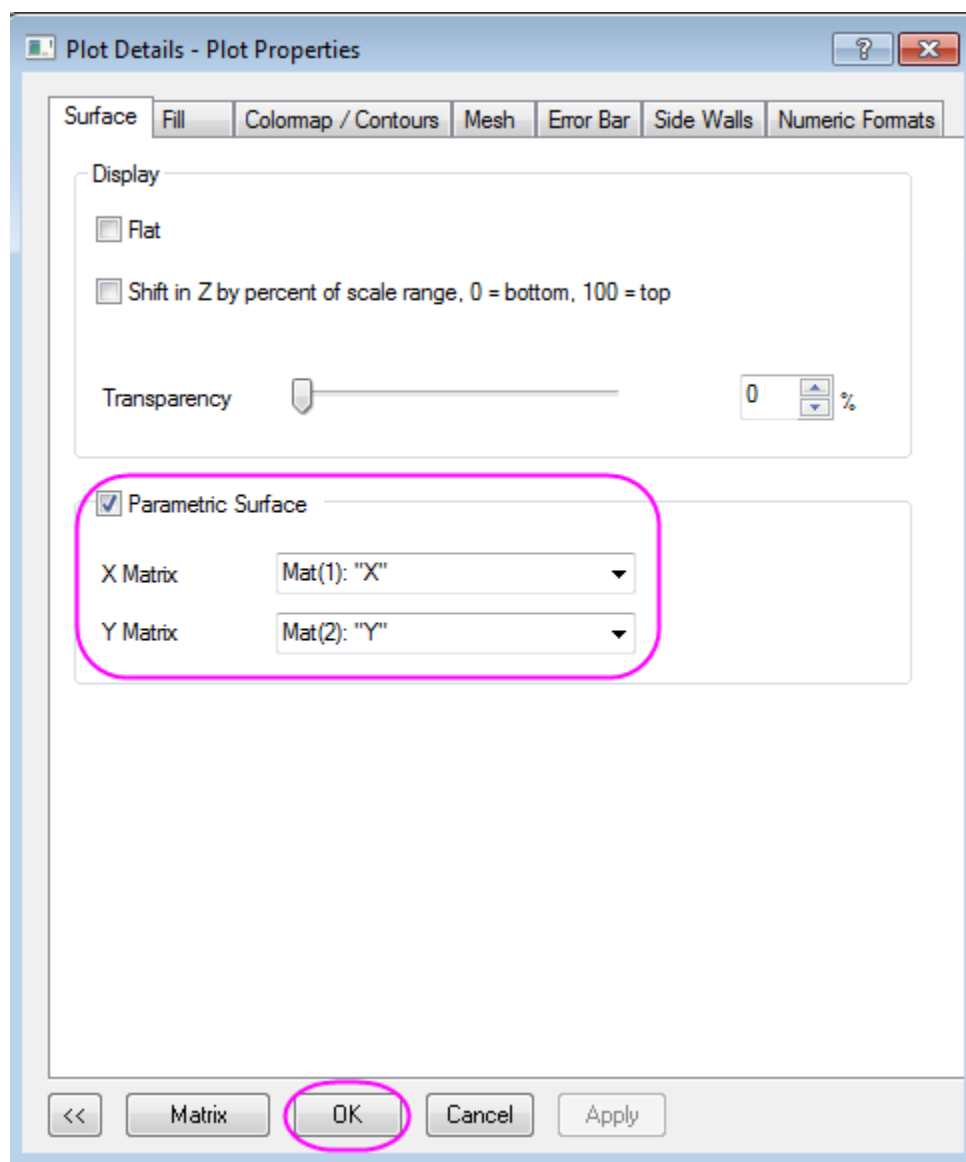 Plot Details - Plot Properties
Surface Fill Colormap / Contours Mesh Error Bar Side Walls Numeric Formats
Display
Flat
Shift in Z by percent of scale range, 0 = bottom, 100 = top
Transparency 0 %
Parametric Surface
X Matrix Mat(1): "X"
Y Matrix Mat(2): "Y"
<< Matrix OK Cancel Apply